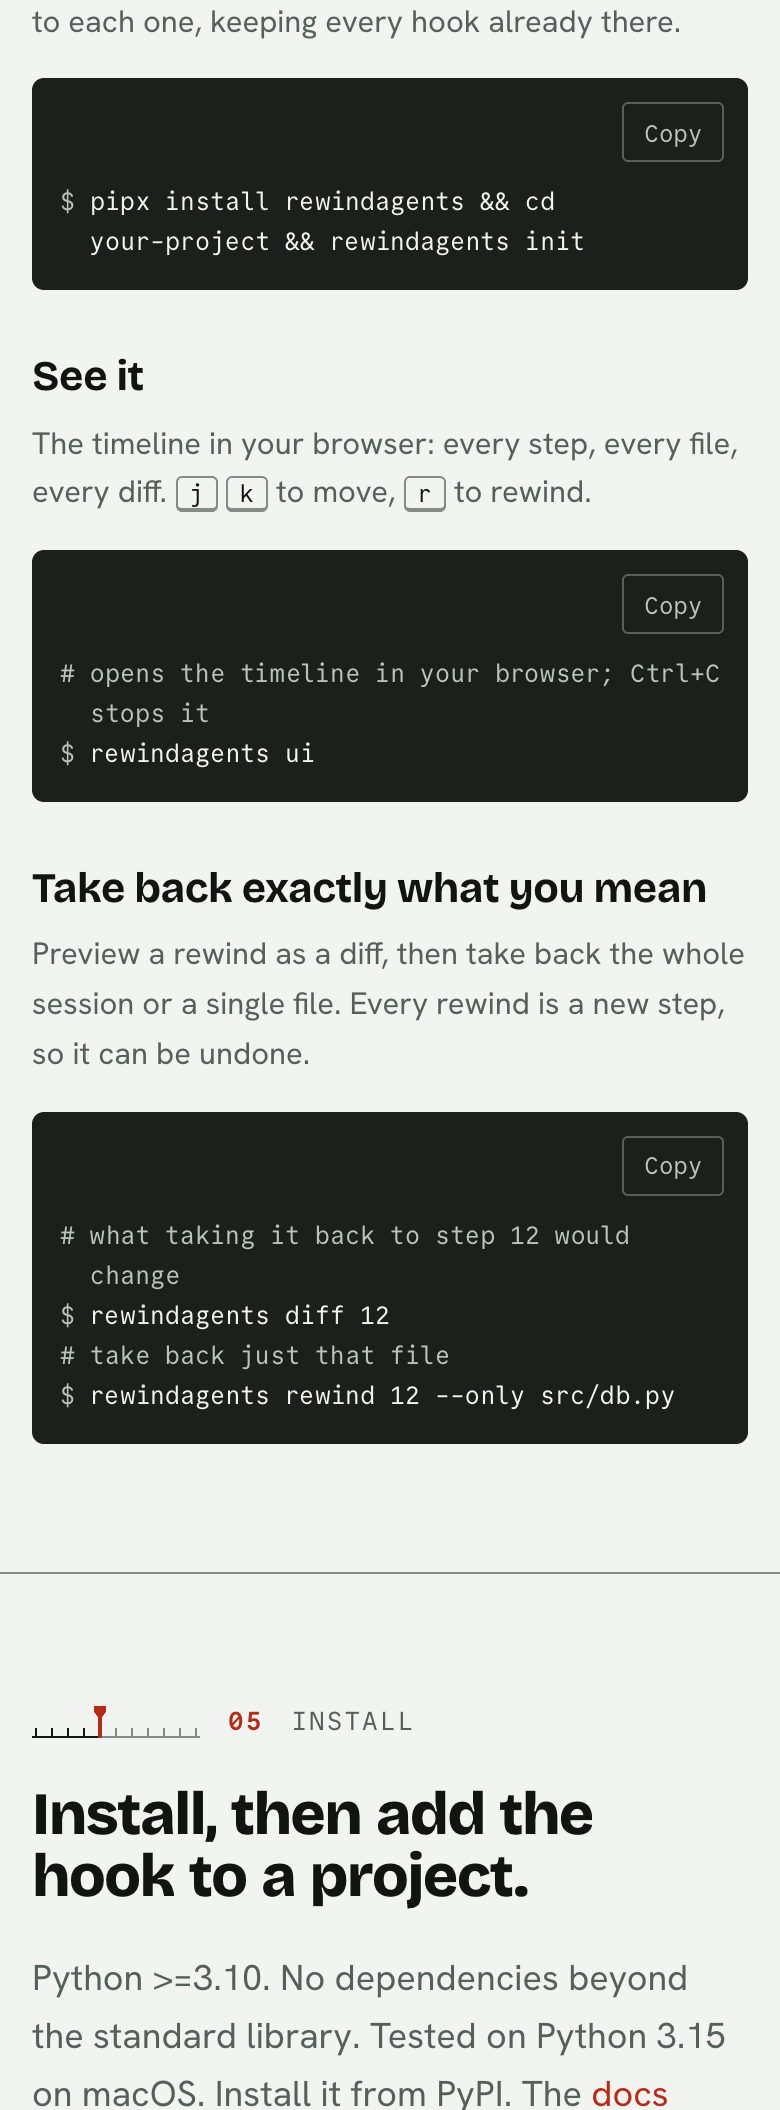 to each one, keeping every hook already there.
Copy
$ pipx install rewindagents && cd
your-project && rewindagents init
See it
The timeline in your browser: every step, every file,
every diff. j k to move, r to rewind.
Copy
# opens the timeline in your browser; Ctrl+C
stops it
$ rewindagents ui
Take back exactly what you mean
Preview a rewind as a diff, then take back the whole
session or a single file. Every rewind is a new step,
so it can be undone.
Copy
# what taking it back to step 12 would
change
$ rewindagents diff 12
# take back just that file
$ rewindagents rewind 12 --only src/db.py
05 INSTALL
Install, then add the
hook to a project.
Python >=3.10. No dependencies beyond
the standard library. Tested on Python 3.15
on macOS. Install it from PyPI. The docs